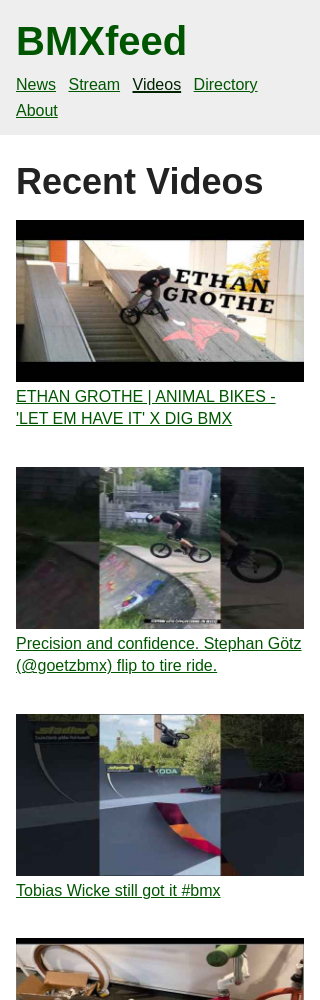 BMXfeed
News Stream Videos Directory
About
Recent Videos
ETHAN
GROTHE
ETHAN GROTHE | ANIMAL BIKES -
'LET EM HAVE IT' X DIG BMX
Precision and confidence. Stephan Götz
(@goetzbmx) flip to tire ride.
Tobias Wicke still got it #bmx